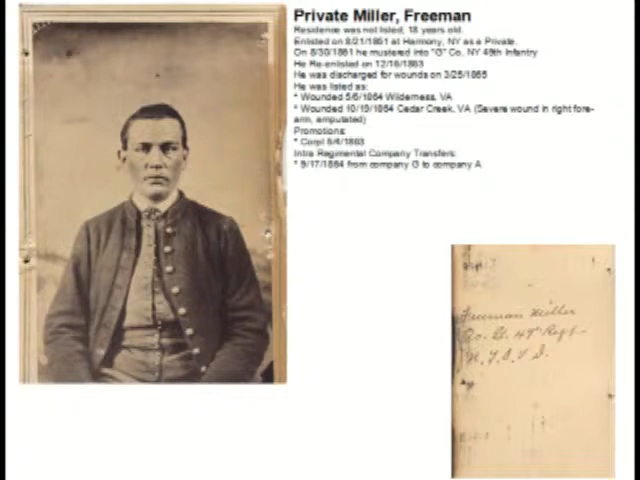 Private Miller, Freeman
Residence was not listed; 18 years old.
Enlisted on 8/21/1861 at Harmony, NY as a Private.
On 8/30/1861 he mustered into "G" Co. NY 49th Infantry
He Re-enlisted on 12/16/1863
He was discharged for wounds on 3/25/1865
He was listed as:
* Wounded 5/6/1864 Wilderness, VA
* Wounded 10/19/1864 Cedar Creek, VA (Severe wound in right fore-
arm, amputated)
Promotions:
* Corpl 6/4/1863
Intra Regimental Company Transfers:
* 9/17/1864 from company G to company A
Freeman Miller
Co. 49th Regt
N.Y.S.V.